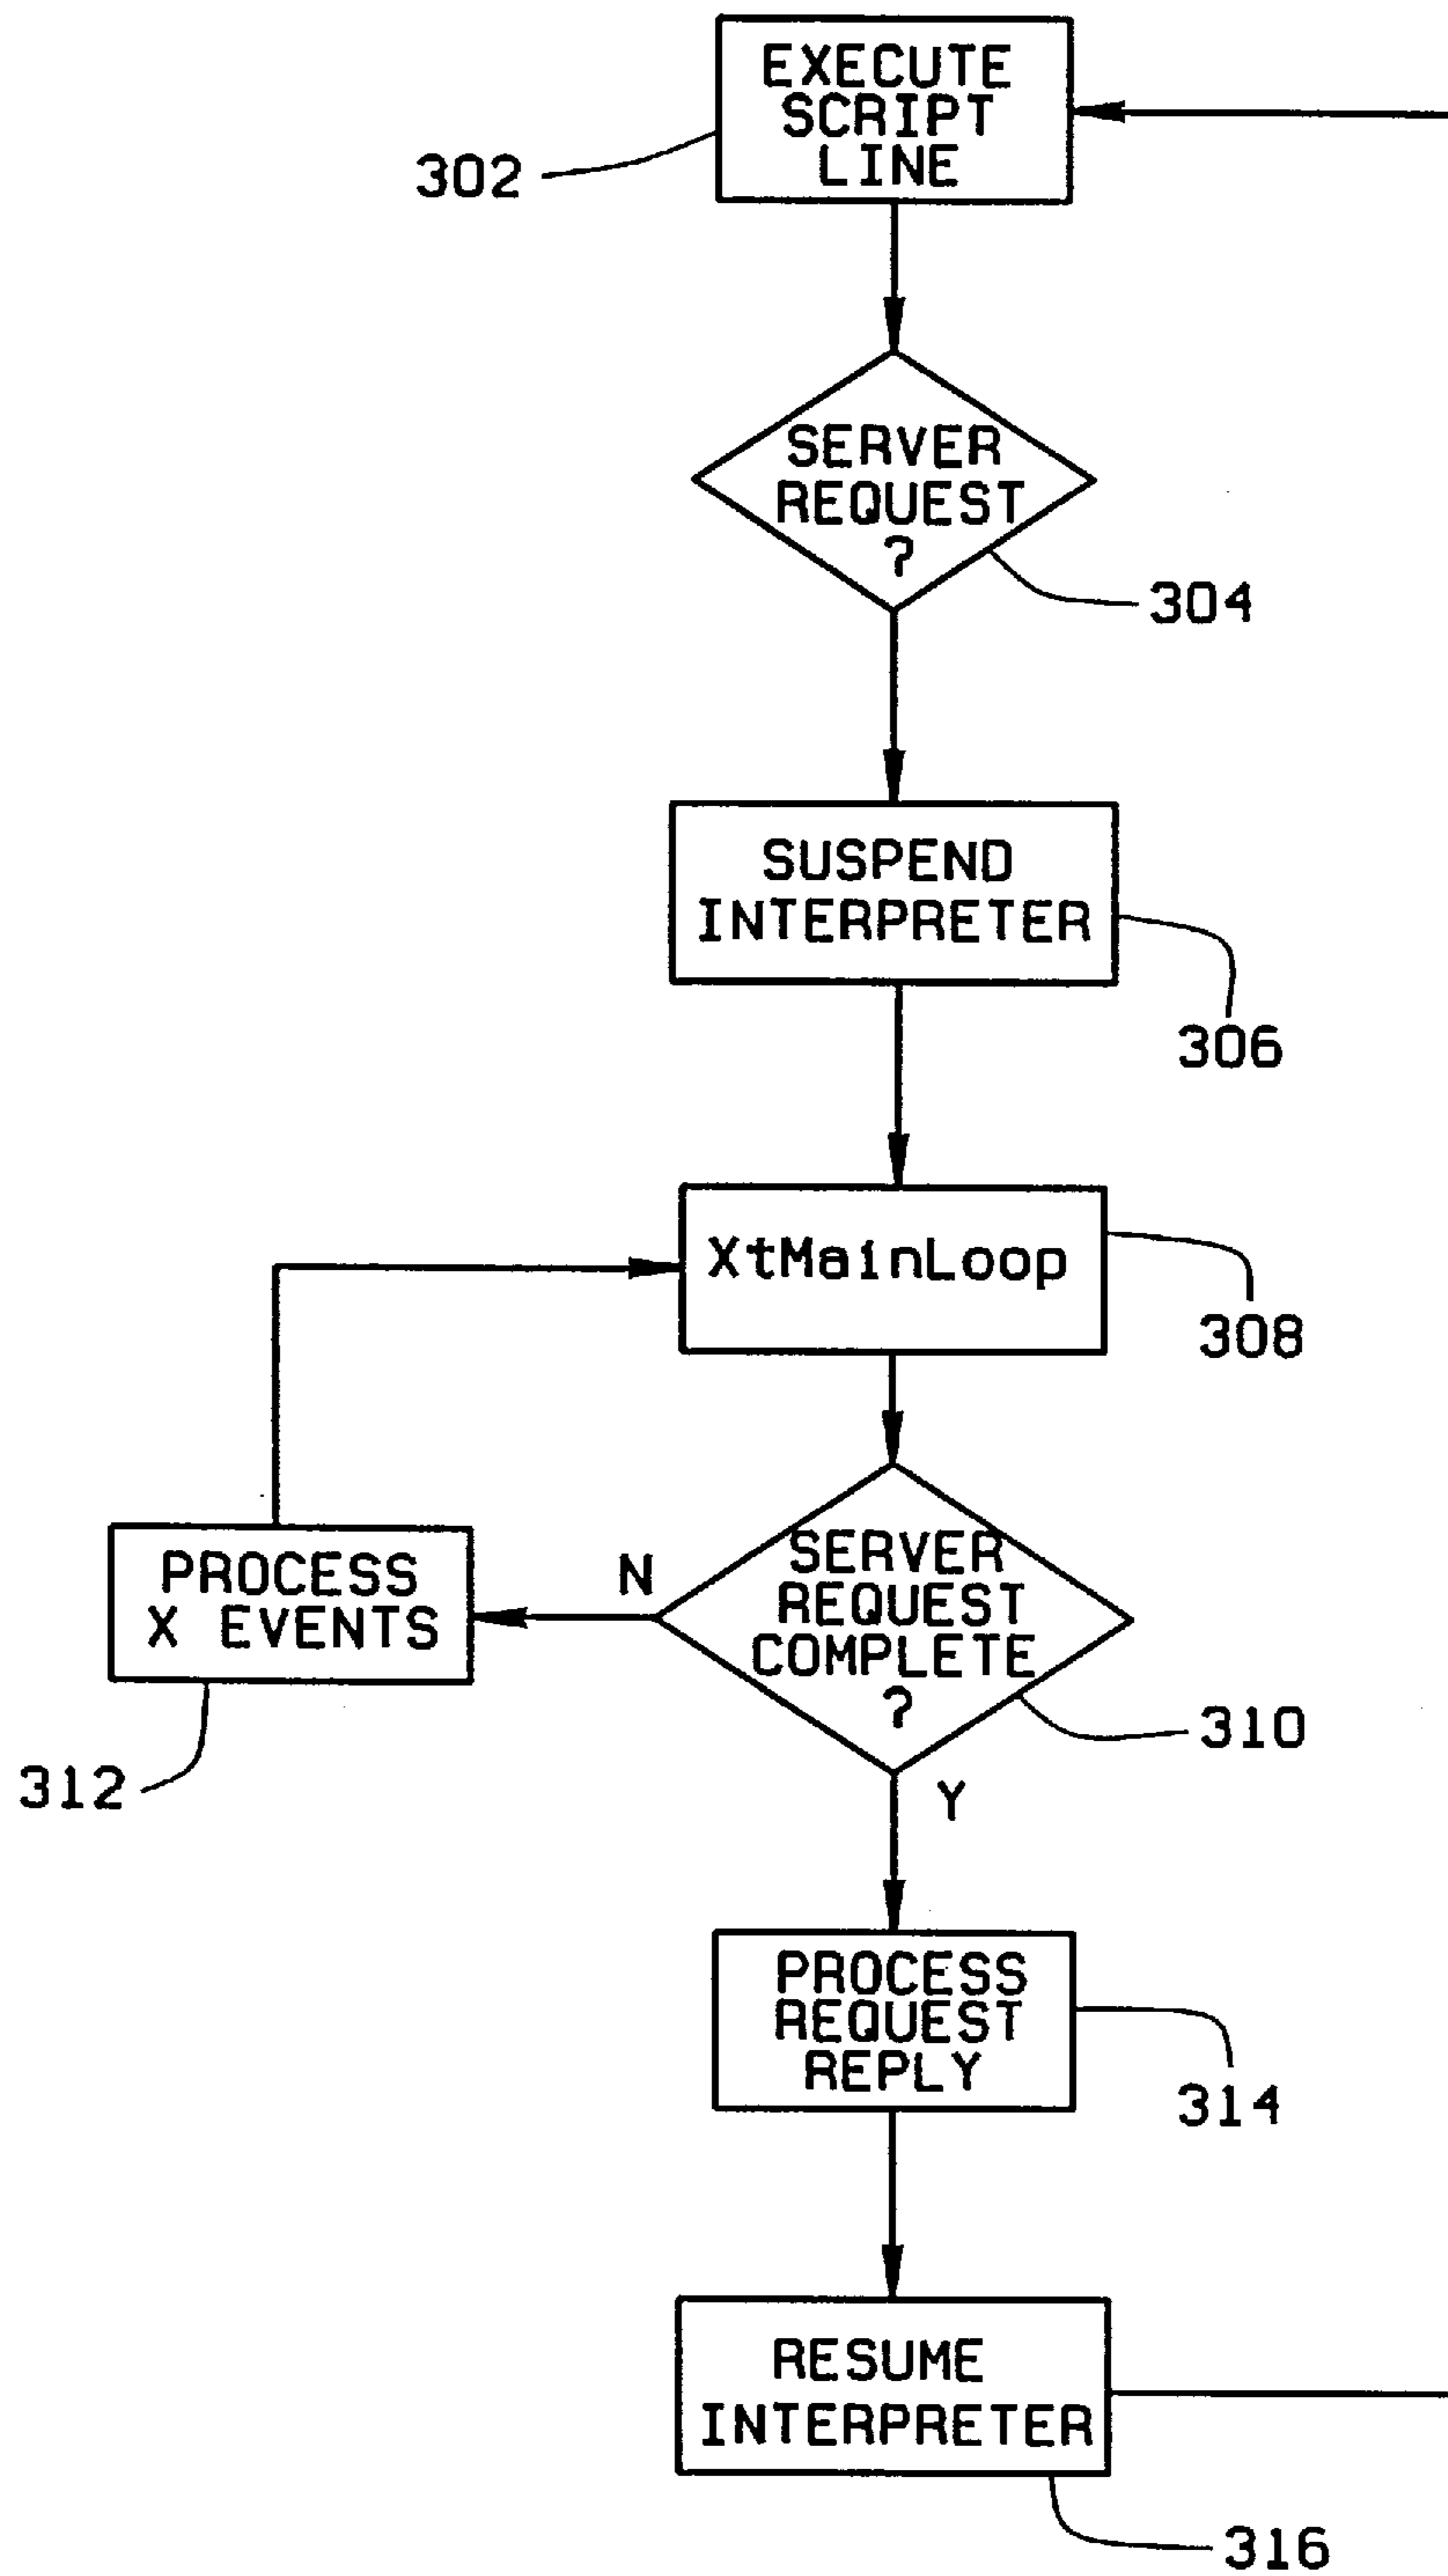 EXECUTE
SCRIPT
LINE
302
SERVER
REQUEST
?
304
SUSPEND
INTERPRETER
306
XtMainLoop
308
SERVER
REQUEST
COMPLETE
?
N
PROCESS
X EVENTS
310
312
Y
PROCESS
REQUEST
REPLY
314
RESUME
INTERPRETER
316